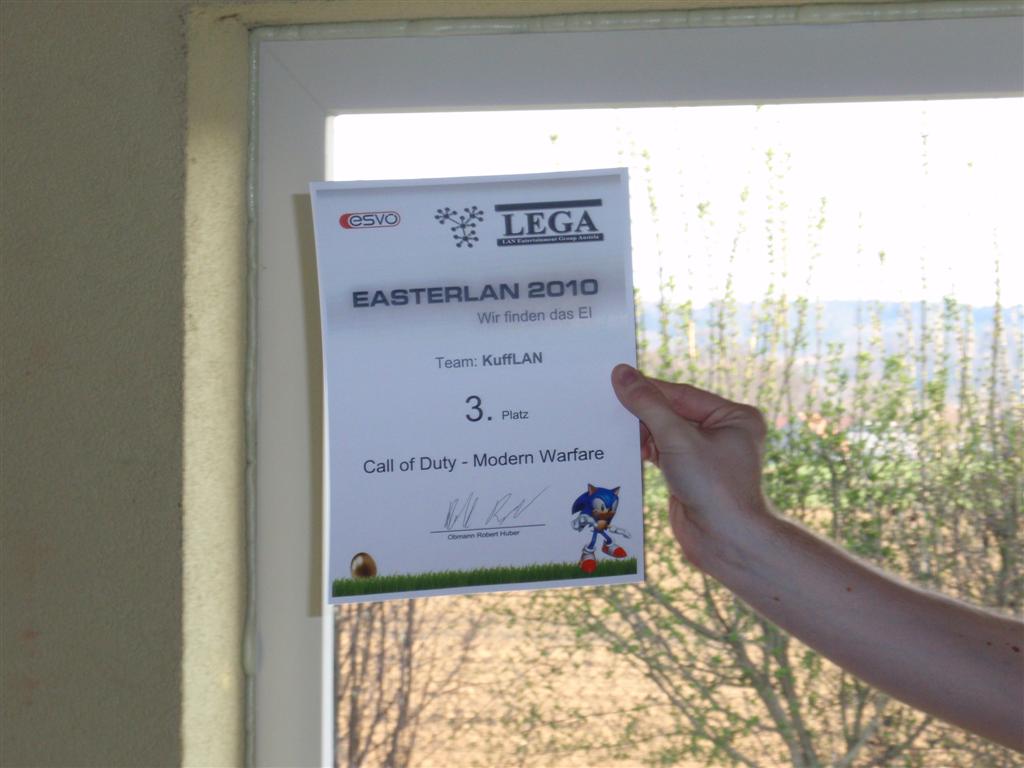 esvo
LEGA
LAN Entertainment Group Austria
EASTERLAN 2010
Wir finden das EI
Team: KuffLAN
3. Platz
Call of Duty - Modern Warfare
Obmann Robert Huber